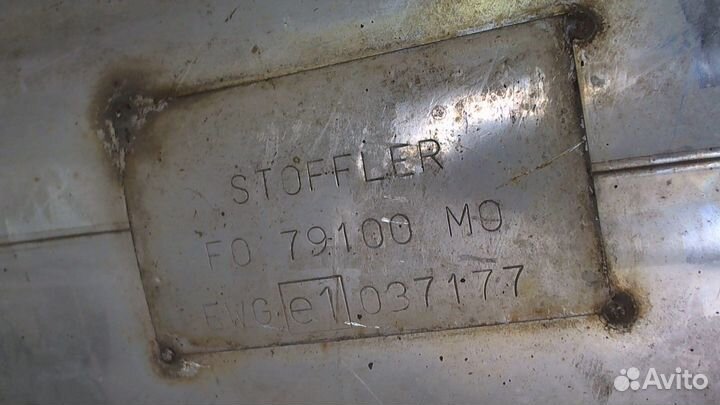 STOFFLER
FO 79100 MO
EWG e1 037177
Avito